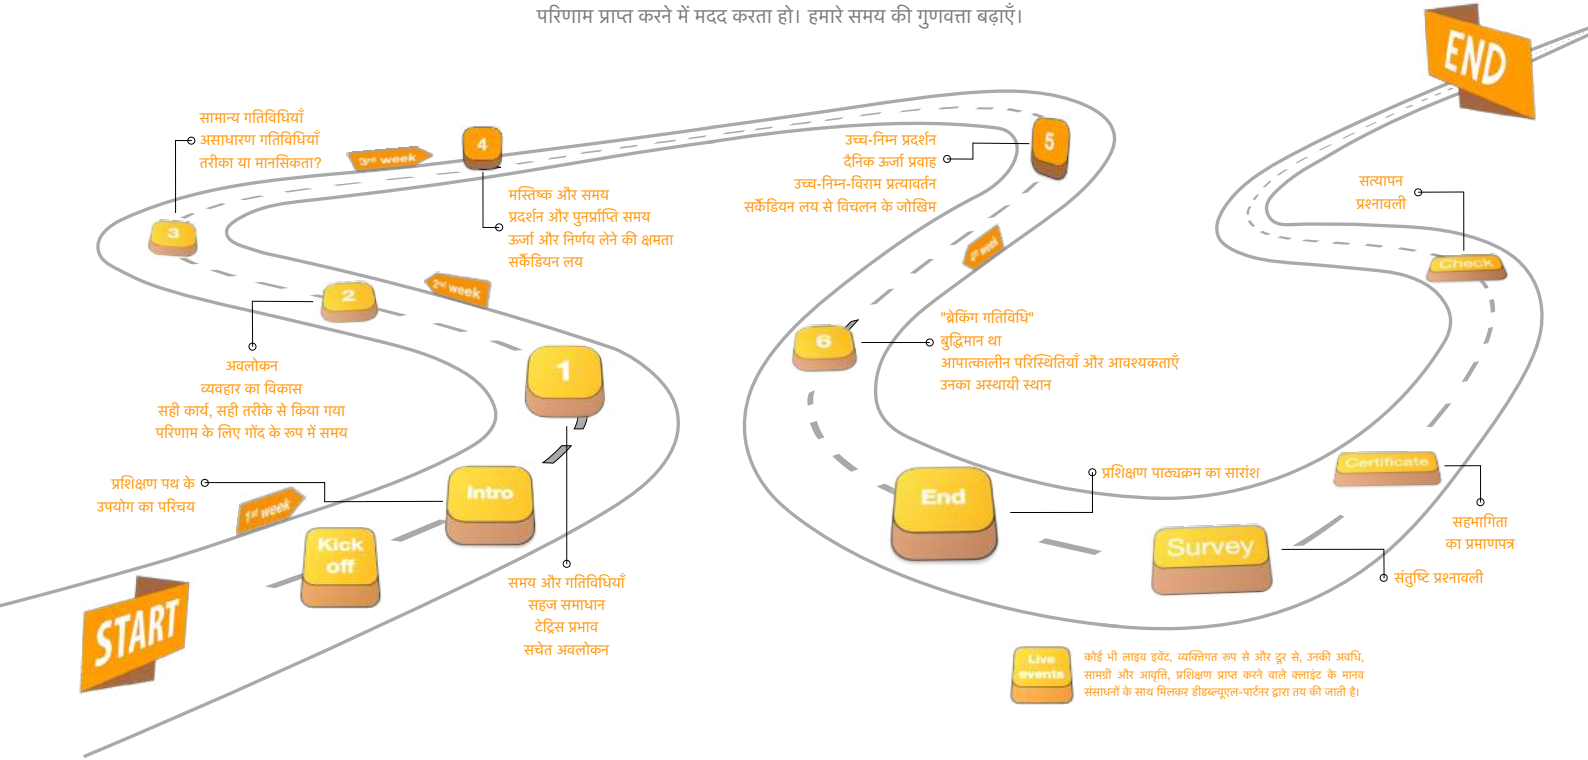 परिणाम प्राप्त करने में मदद करता हो। हमारे समय की गुणवत्ता बढ़ाएँ।
END
सामान्य गतिविधियाँ
असाधारण गतिविधियाँ
तरीका या मानसिकता?
3rd week
4
मस्तिष्क और समय
प्रदर्शन और पुनर्प्राप्ति समय
ऊर्जा और निर्णय लेने की क्षमता
सर्केडियन लय
5
उच्च-निम्न प्रदर्शन
दैनिक ऊर्जा प्रवाह
उच्च-निम्न-विराम प्रत्यावर्तन
सर्केडियन लय से विचलन के जोखिम
सत्यापन
प्रश्नावली
Check
3
2nd week
2
4th week
अवलोकन
व्यवहार का विकास
सही कार्य, सही तरीके से किया गया
परिणाम के लिए गोंद के रूप में समय
1
6
"ब्रेकिंग गतिविधि"
बुद्धिमान था
आपात्कालीन परिस्थितियाँ और आवश्यकताएँ
उनका अस्थायी स्थान
प्रशिक्षण पथ के
उपयोग का परिचय
1st week
Intro
Kick
off
START
समय और गतिविधियाँ
सहज समाधान
टेट्रिस प्रभाव
सचेत अवलोकन
End
प्रशिक्षण पाठ्यक्रम का सारांश
Certificate
सहभागिता
का प्रमाणपत्र
Survey
संतुष्टि प्रश्नावली
Live
events
कोई भी लाइव इवेंट, व्यक्तिगत रूप से और दूर से, उनकी अवधि,
सामग्री और आवृत्ति, प्रशिक्षण प्राप्त करने वाले क्लाइंट के मानव
संसाधनों के साथ मिलकर डीडब्ल्यूएल-पार्टनर द्वारा तय की जाती है।